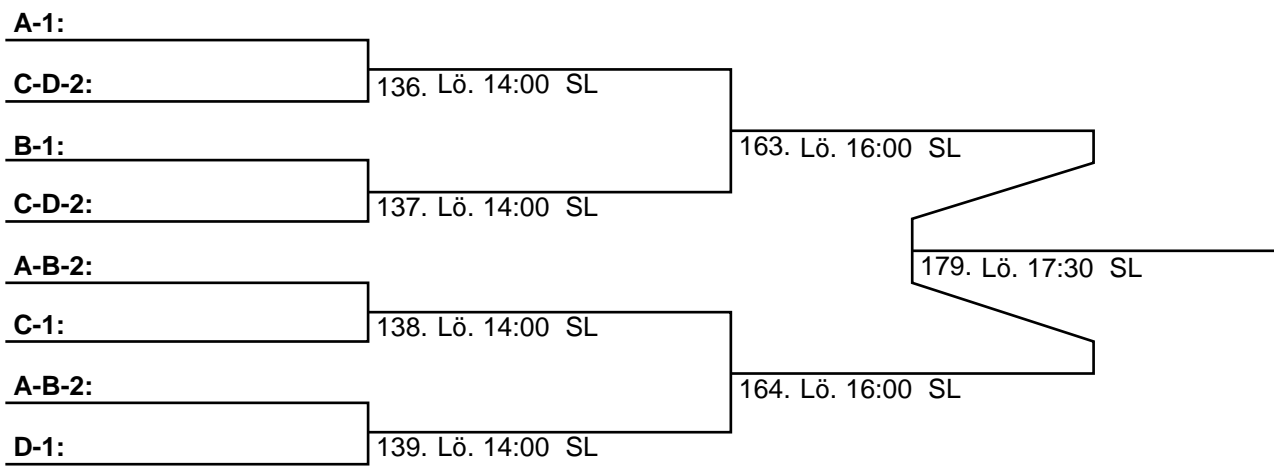 A-1:
C-D-2:
136. Lö. 14:00 SL
B-1:
163. Lö. 16:00 SL
C-D-2:
137. Lö. 14:00 SL
A-B-2:
179. Lö. 17:30 SL
C-1:
138. Lö. 14:00 SL
A-B-2:
164. Lö. 16:00 SL
D-1:
139. Lö. 14:00 SL